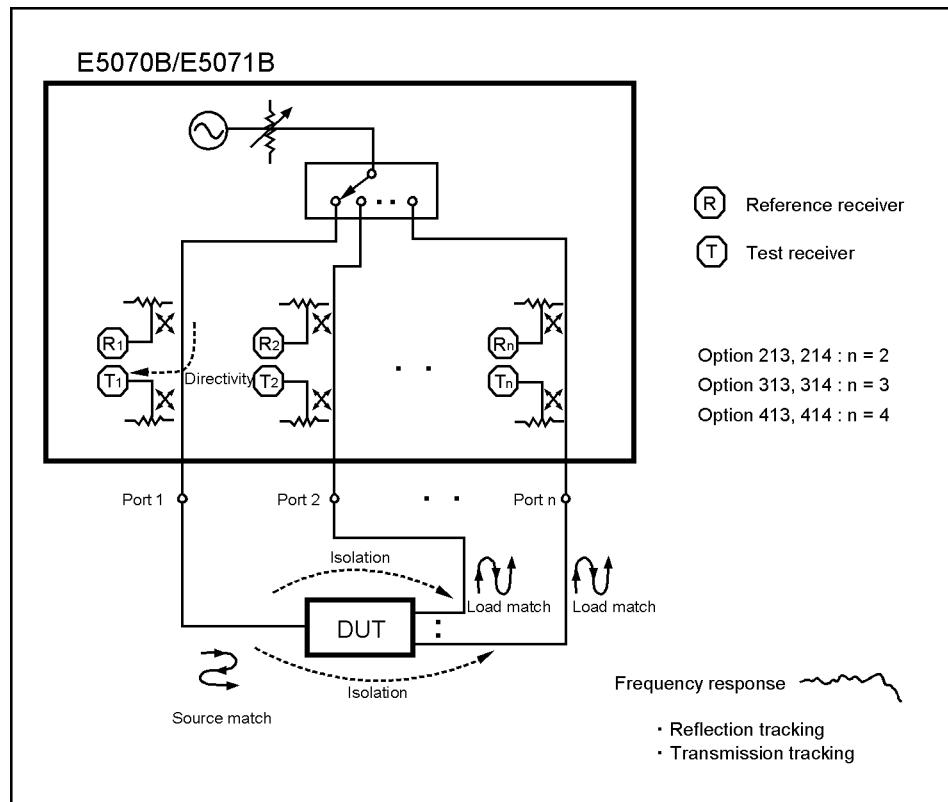 E5070B/E5071B
R Reference receiver
T Test receiver
R1
R2
Rn
T1
Directivity
T2
Tn
Option 213, 214 : n = 2
Option 313, 314 : n = 3
Option 413, 414 : n = 4
Port 1
Port 2
Port n
Isolation
Load match
Load match
DUT
Isolation
Source match
Frequency response
· Reflection tracking
· Transmission tracking